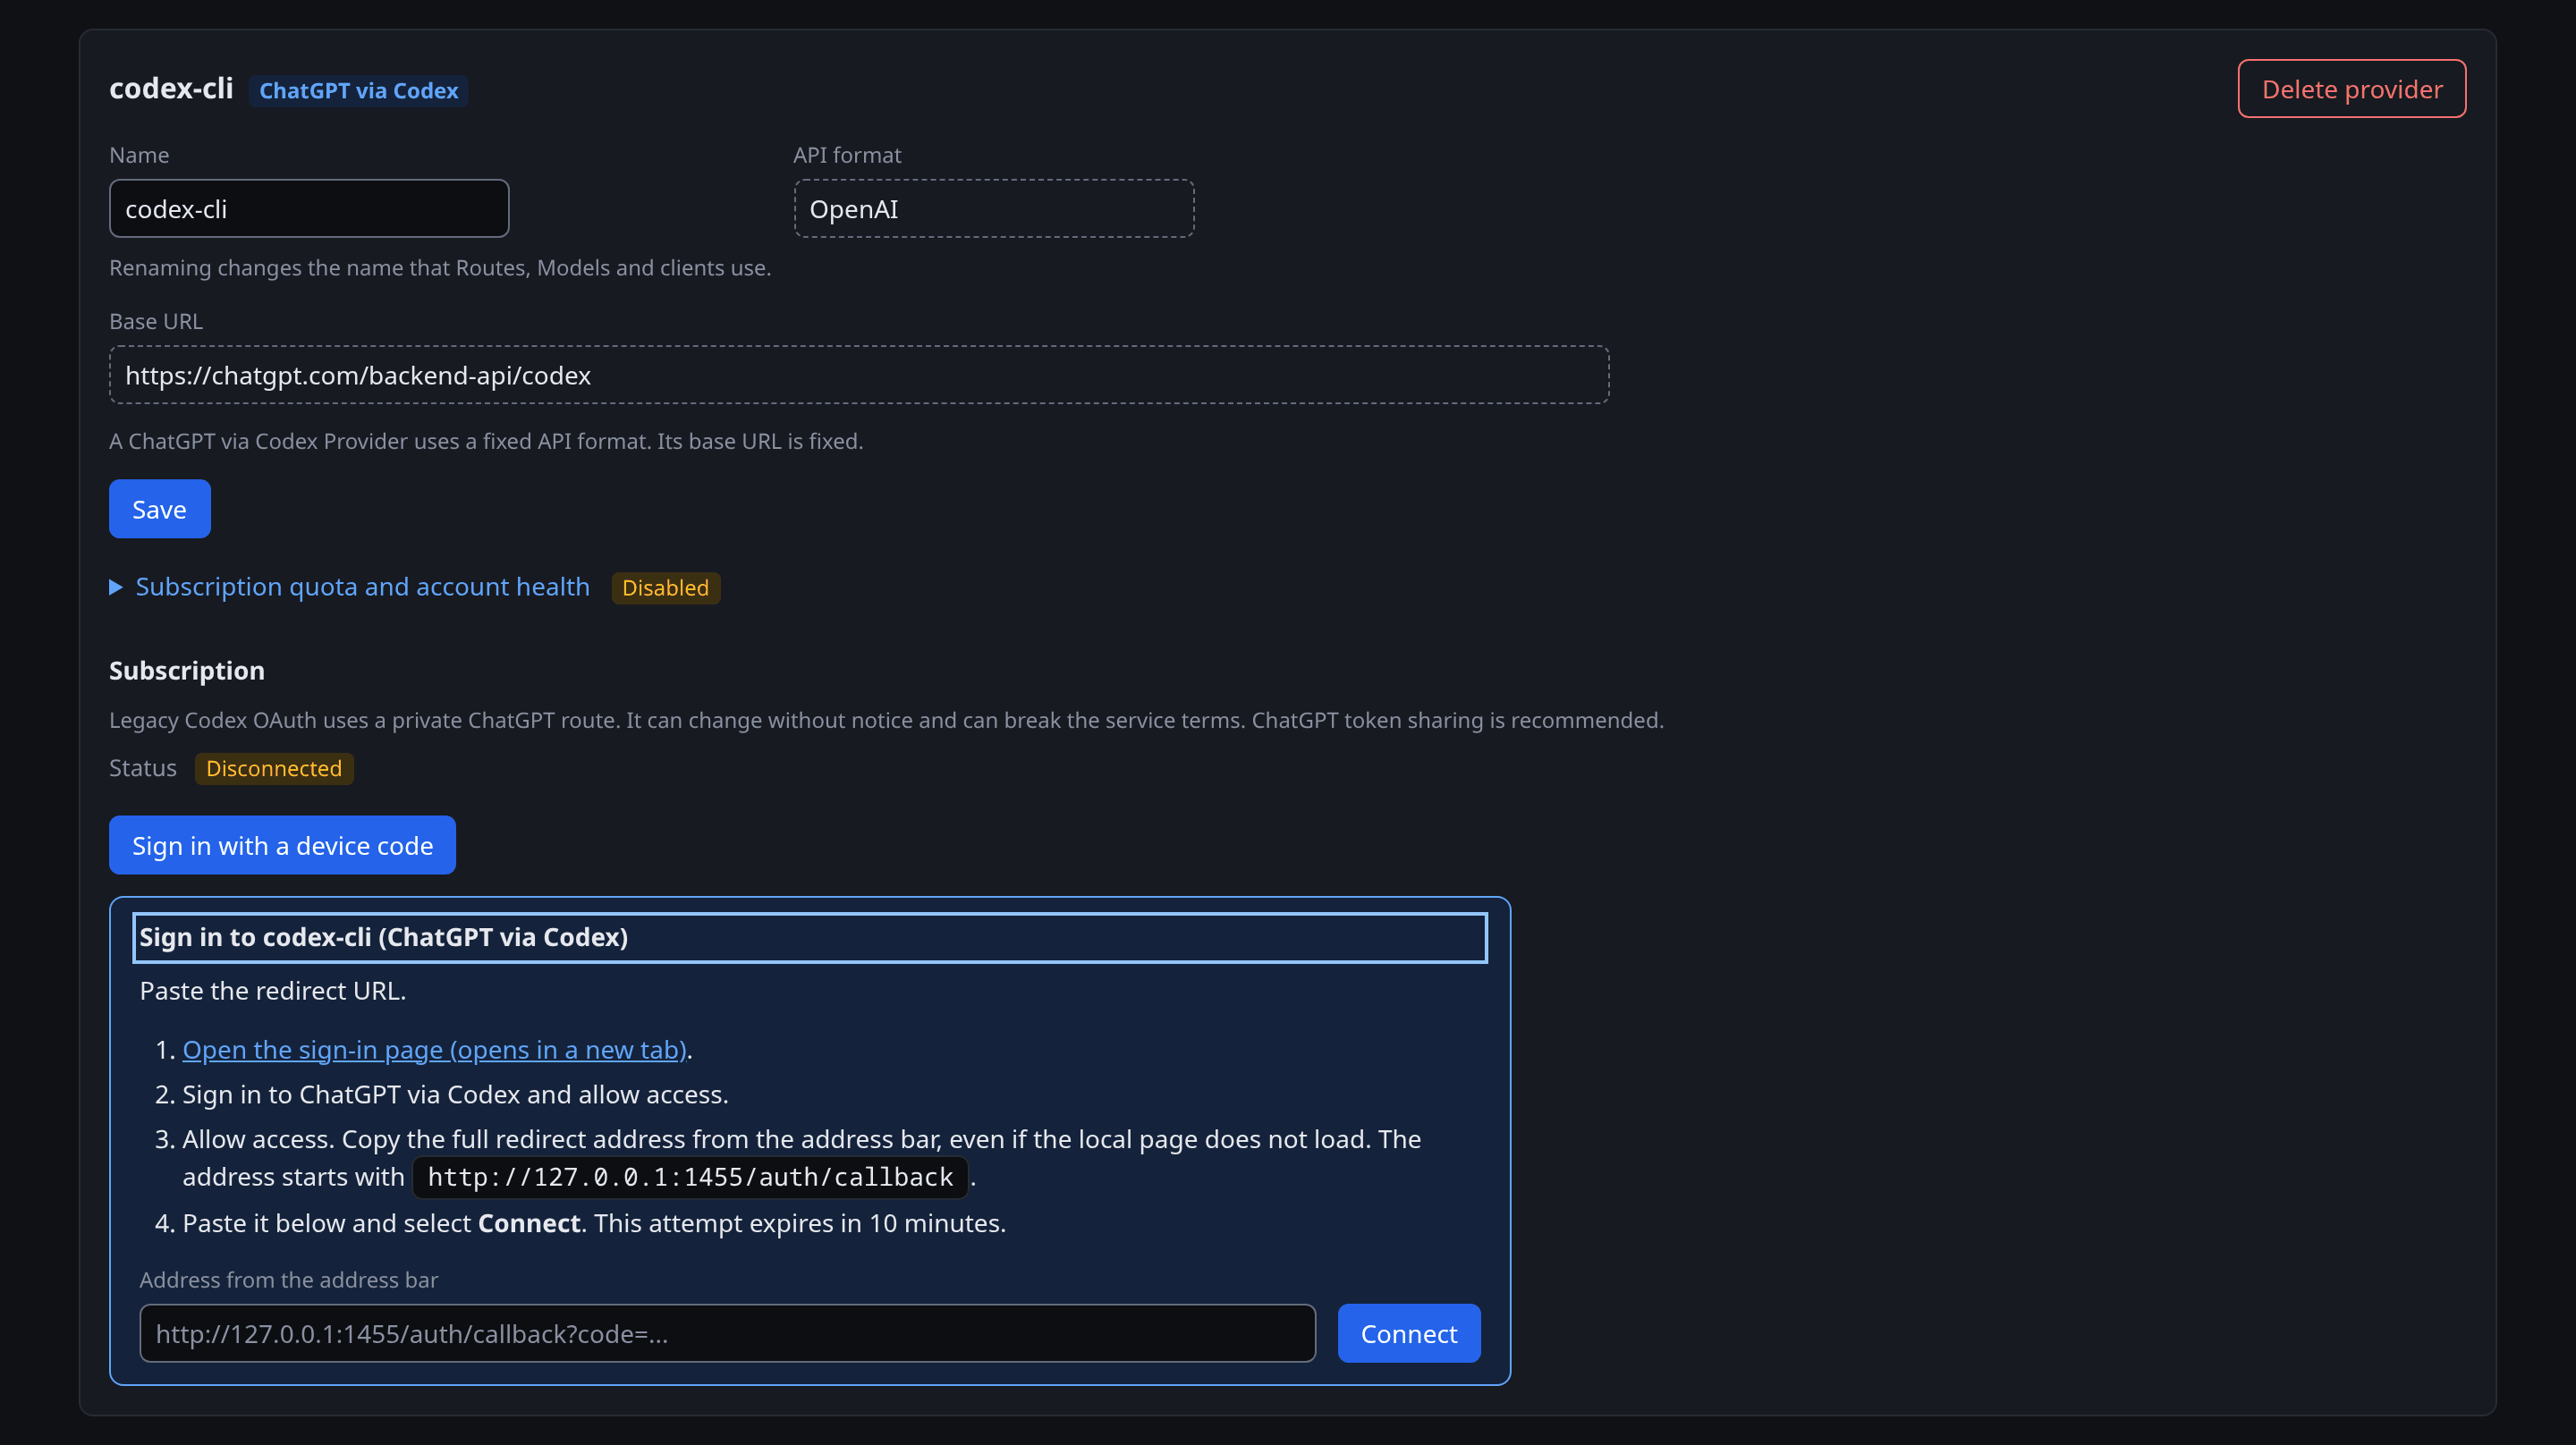 codex-cli ChatGPT via Codex
Delete provider
Name
API format
codex-cli
OpenAI
Renaming changes the name that Routes, Models and clients use.
Base URL
https://chatgpt.com/backend-api/codex
A ChatGPT via Codex Provider uses a fixed API format. Its base URL is fixed.
Save
Subscription quota and account health Disabled
Subscription
Legacy Codex OAuth uses a private ChatGPT route. It can change without notice and can break the service terms. ChatGPT token sharing is recommended.
Status Disconnected
Sign in with a device code
Sign in to codex-cli (ChatGPT via Codex)
Paste the redirect URL.
1. Open the sign-in page (opens in a new tab).
2. Sign in to ChatGPT via Codex and allow access.
3. Allow access. Copy the full redirect address from the address bar, even if the local page does not load. The
address starts with http://127.0.0.1:1455/auth/callback.
4. Paste it below and select Connect. This attempt expires in 10 minutes.
Address from the address bar
http://127.0.0.1:1455/auth/callback?code=...
Connect